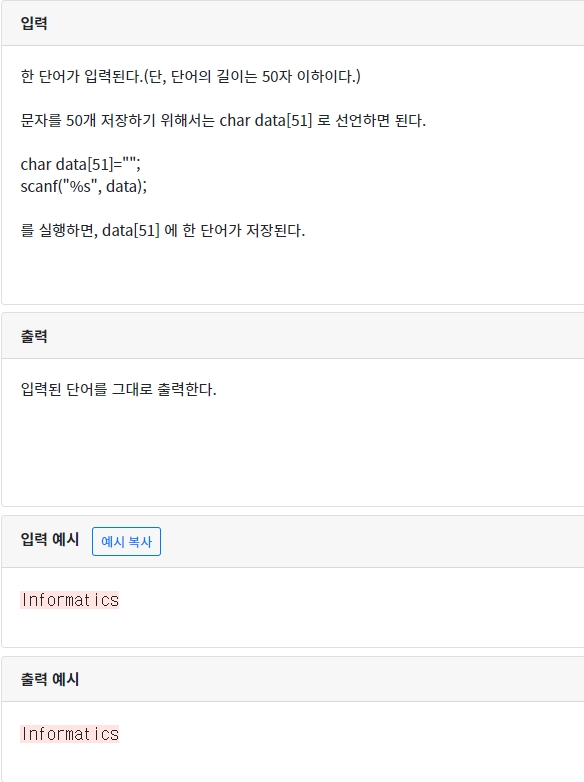 입력
한 단어가 입력된다.(단, 단어의 길이는 50자 이하이다.)
문자를 50개 저장하기 위해서는 char data[51] 로 선언하면 된다.
char data[51]="";
scanf("%s", data);
를 실행하면, data[51] 에 한 단어가 저장된다.
출력
입력된 단어를 그대로 출력한다.
입력 예시 예시 복사
Informatics
출력 예시
Informatics